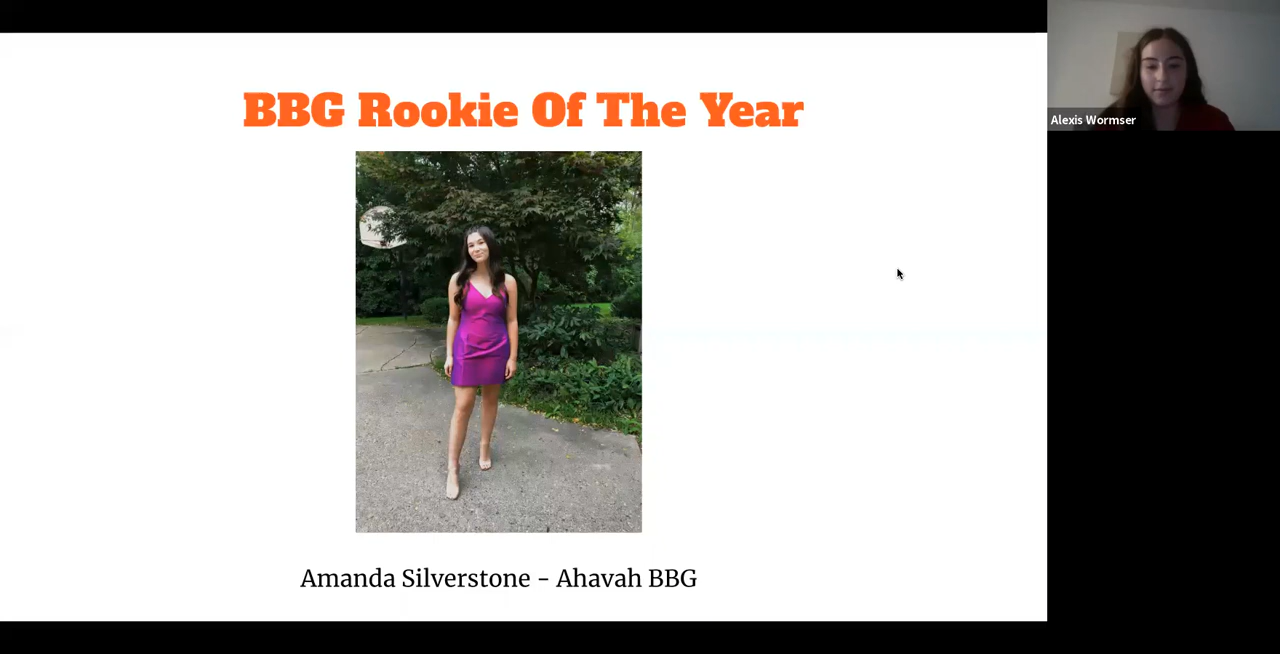 BBG Rookie Of The Year
Alexis Wormser
Amanda Silverstone - Ahavah BBG